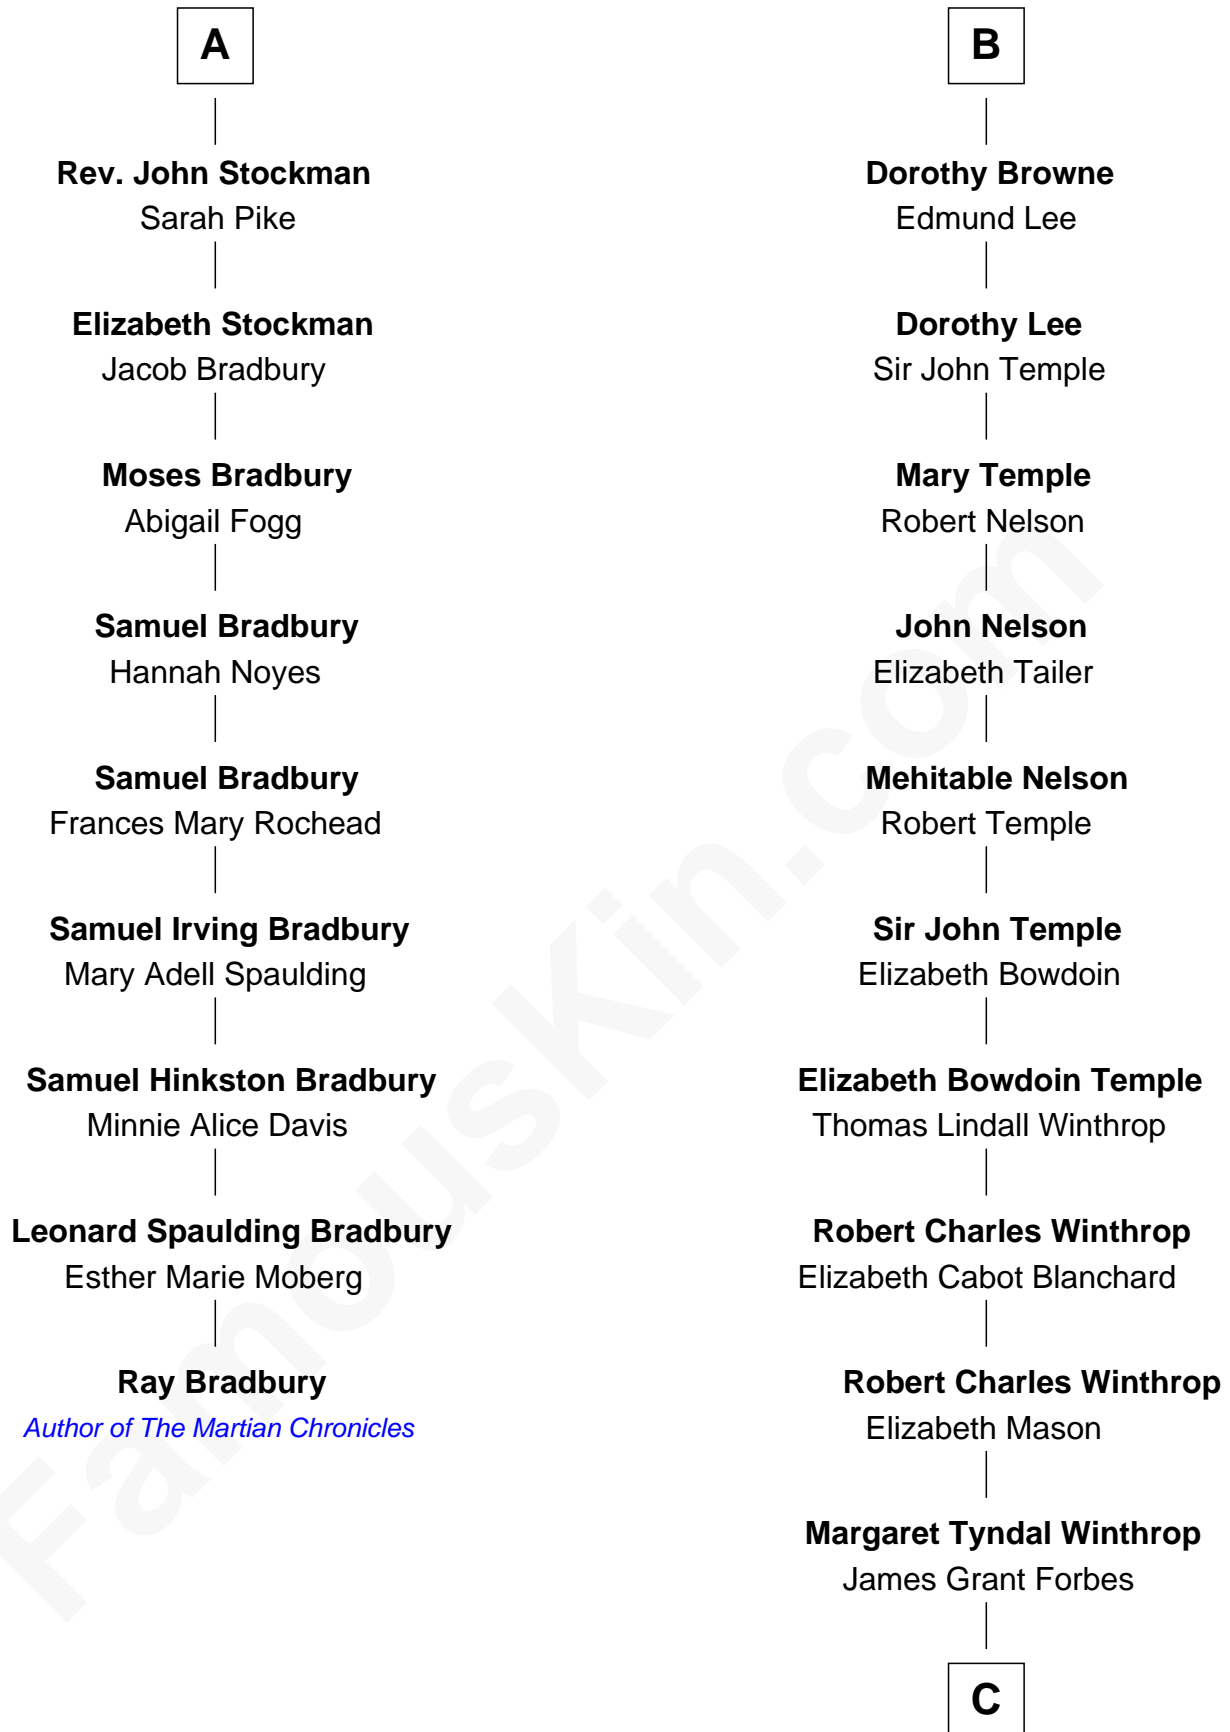 A
Rev. John Stockman
Sarah Pike
Elizabeth Stockman
Jacob Bradbury
Moses Bradbury
Abigail Fogg
Samuel Bradbury
Hannah Noyes
Samuel Bradbury
Frances Mary Rochead
Samuel Irving Bradbury
Mary Adell Spaulding
Samuel Hinkston Bradbury
Minnie Alice Davis
Leonard Spaulding Bradbury
Esther Marie Moberg
Ray Bradbury
Author of The Martian Chronicles
B
Dorothy Browne
Edmund Lee
Dorothy Lee
Sir John Temple
Mary Temple
Robert Nelson
John Nelson
Elizabeth Tailer
Mehitable Nelson
Robert Temple
Sir John Temple
Elizabeth Bowdoin
Elizabeth Bowdoin Temple
Thomas Lindall Winthrop
Robert Charles Winthrop
Elizabeth Cabot Blanchard
Robert Charles Winthrop
Elizabeth Mason
Margaret Tyndal Winthrop
James Grant Forbes
C
FamousKin.com